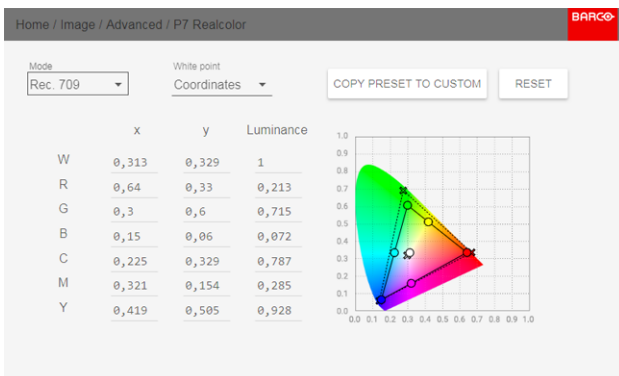 Home / Image / Advanced / P7 Realcolor
BARCO
Mode
Rec. 709
White point
Coordinates
COPY PRESET TO CUSTOM
RESET
x y Luminance
W 0,313 0,329 1
R 0,64 0,33 0,213
G 0,3 0,6 0,715
B 0,15 0,06 0,072
C 0,225 0,329 0,787
M 0,321 0,154 0,285
Y 0,419 0,505 0,928
1.0
0.9
0.8
0.7
0.6
0.5
0.4
0.3
0.2
0.1
0.0
0.0 0.1 0.2 0.3 0.4 0.5 0.6 0.7 0.8 0.9 1.0